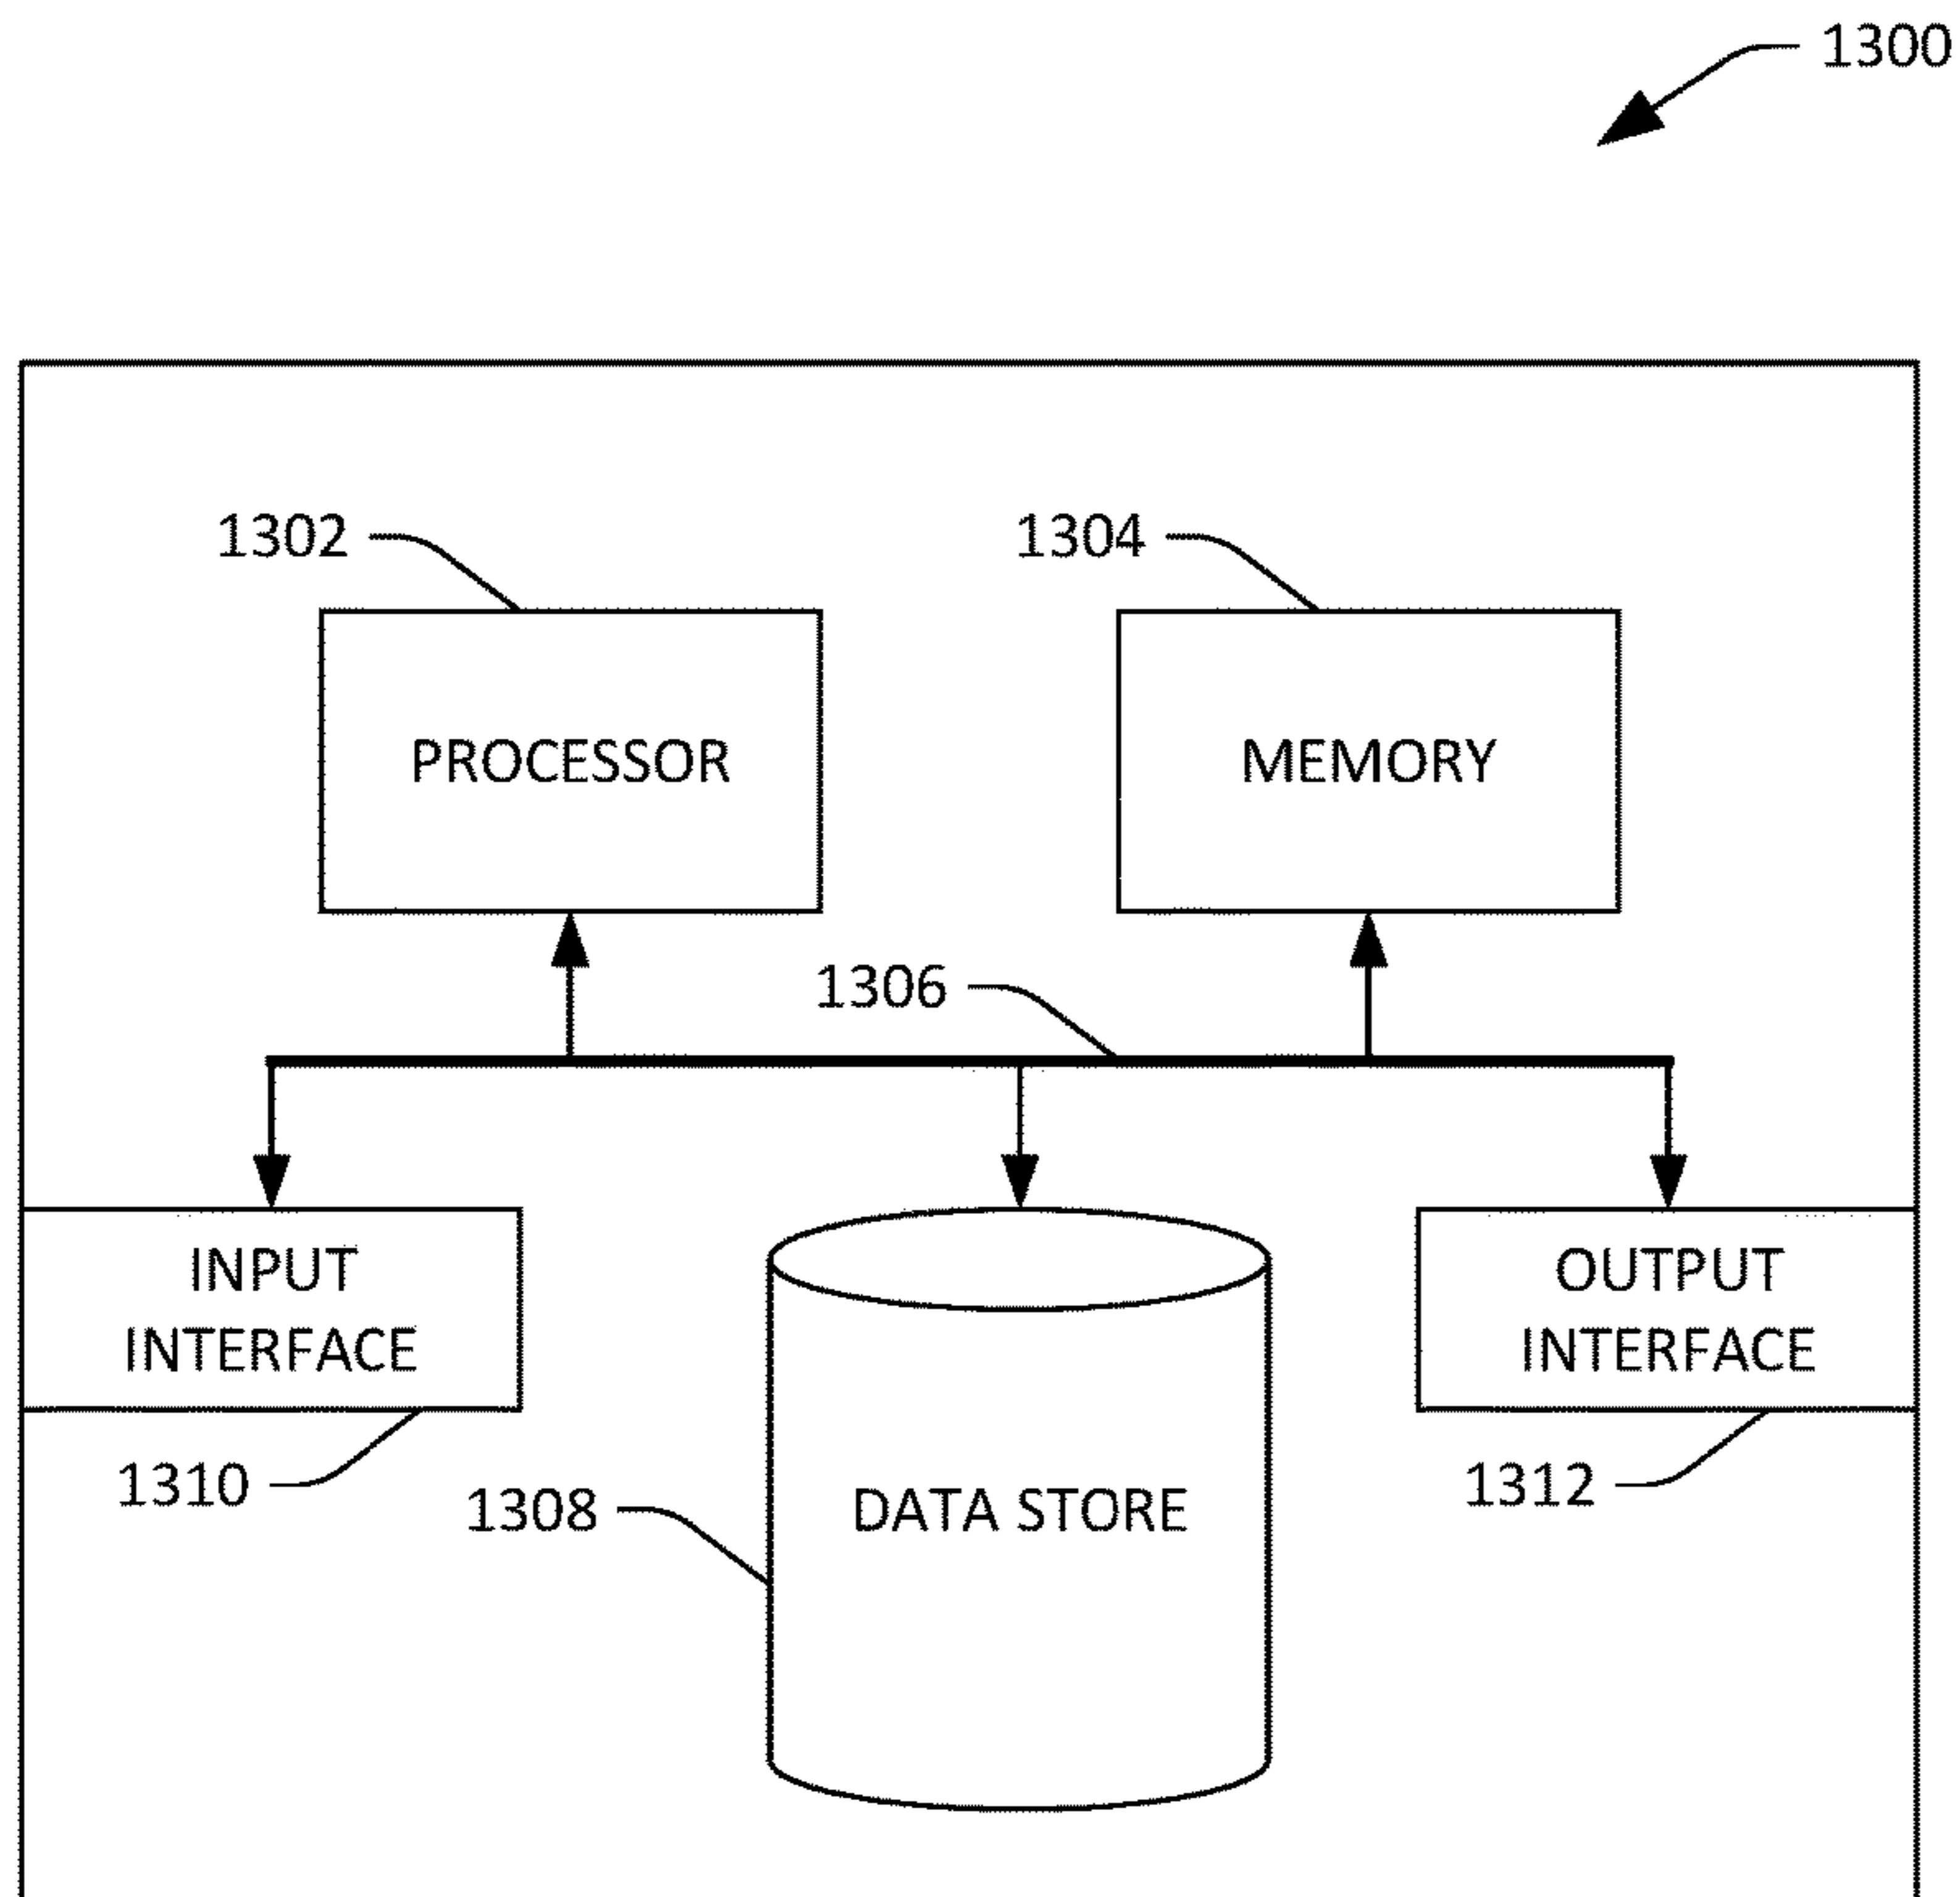 1300
1302
1304
PROCESSOR
MEMORY
1306
INPUT
INTERFACE
OUTPUT
INTERFACE
1310
1308
DATA STORE
1312